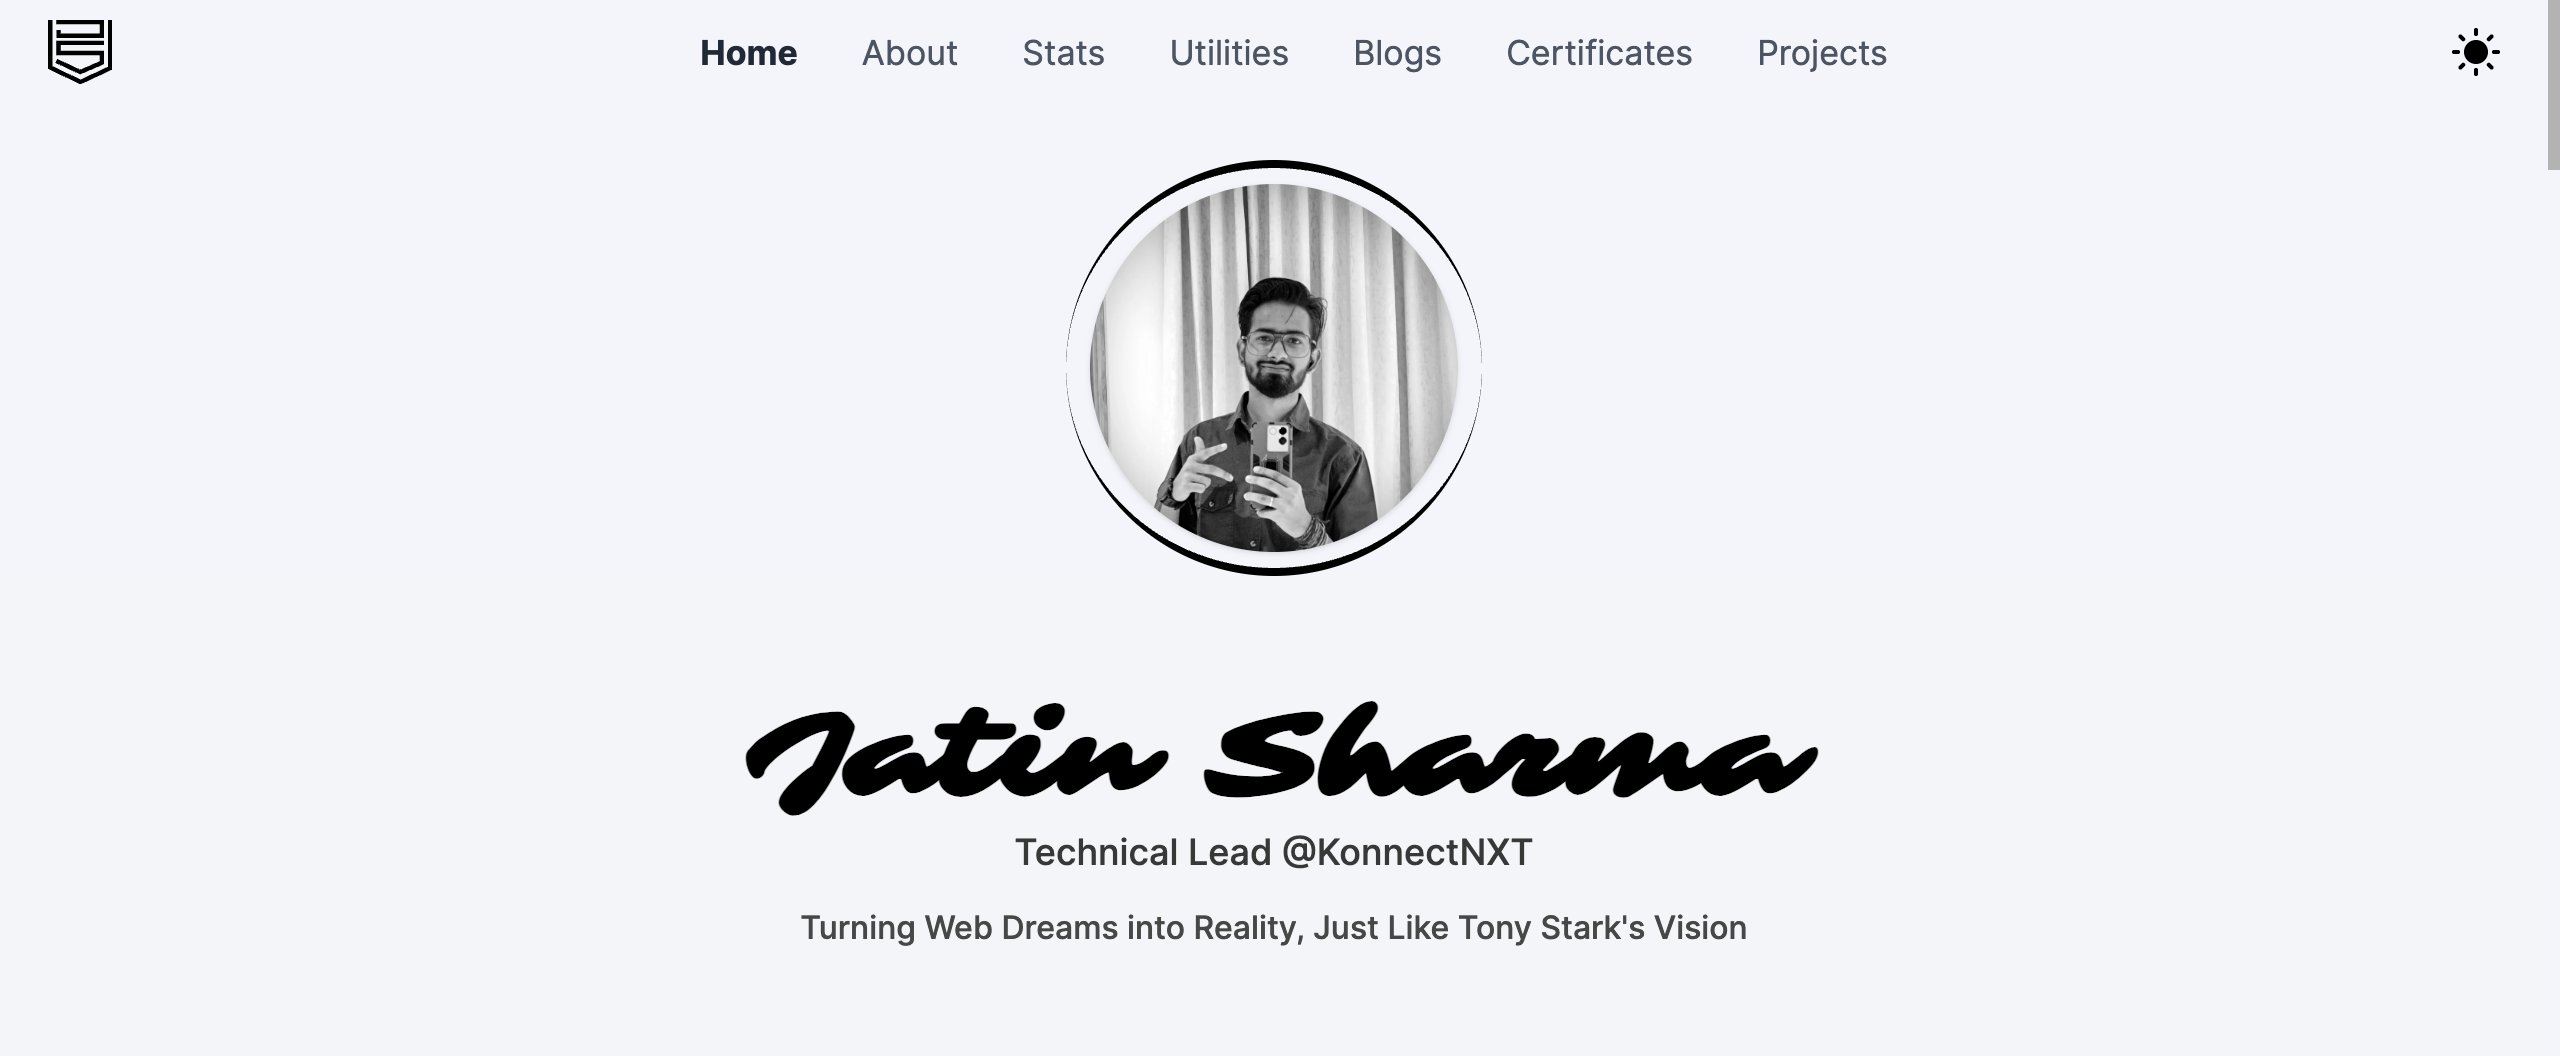 Home About Stats Utilities Blogs Certificates Projects
Jatin Sharma
Technical Lead @KonnectNXT
Turning Web Dreams into Reality, Just Like Tony Stark's Vision